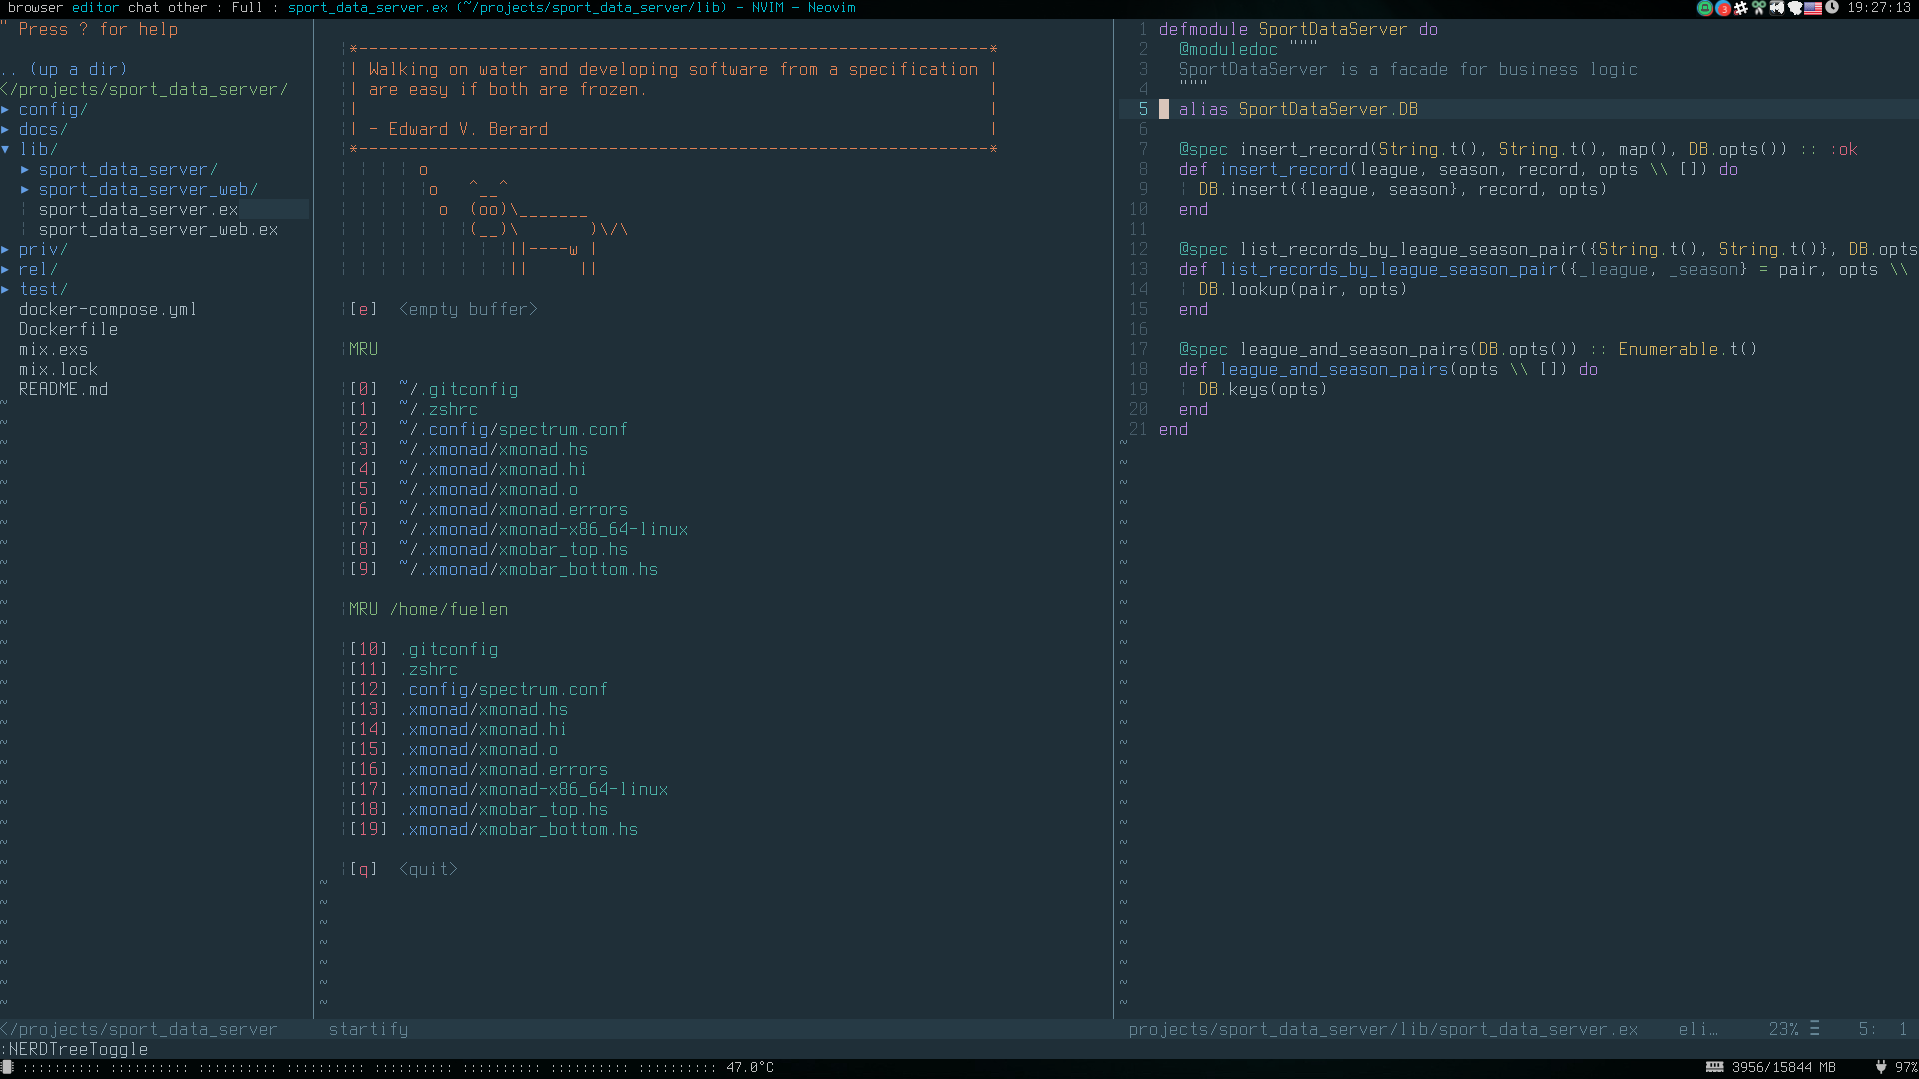 browser editor chat other : Full : sport_data_server.ex (~/projects/sport_data_server/lib) - NVIM - Neovim
3
19:27:13
" Press ? for help
.. (up a dir)
</projects/sport_data_server/
▸ config/
▸ docs/
▾ lib/
▸ sport_data_server/
▸ sport_data_server_web/
sport_data_server.ex
sport_data_server_web.ex
▸ priv/
▸ rel/
▸ test/
docker-compose.yml
Dockerfile
mix.exs
mix.lock
README.md
*---------------------------------------------------------------*
| Walking on water and developing software from a specification |
| are easy if both are frozen. |
| |
| - Edward V. Berard |
*---------------------------------------------------------------*
o
o ^__^
o (oo)\_______
(__)\ )\/\
||----w |
|| ||
[e] <empty buffer>
MRU
[0] ~/.gitconfig
[1] ~/.zshrc
[2] ~/.config/spectrum.conf
[3] ~/.xmonad/xmonad.hs
[4] ~/.xmonad/xmonad.hi
[5] ~/.xmonad/xmonad.o
[6] ~/.xmonad/xmonad.errors
[7] ~/.xmonad/xmonad-x86_64-linux
[8] ~/.xmonad/xmobar_top.hs
[9] ~/.xmonad/xmobar_bottom.hs
MRU /home/fuelen
[10] .gitconfig
[11] .zshrc
[12] .config/spectrum.conf
[13] .xmonad/xmonad.hs
[14] .xmonad/xmonad.hi
[15] .xmonad/xmonad.o
[16] .xmonad/xmonad.errors
[17] .xmonad/xmonad-x86_64-linux
[18] .xmonad/xmobar_top.hs
[19] .xmonad/xmobar_bottom.hs
[q] <quit>
1 defmodule SportDataServer do
2 @moduledoc """
3 SportDataServer is a facade for business logic
4 """
5 alias SportDataServer.DB
6
7 @spec insert_record(String.t(), String.t(), map(), DB.opts()) :: :ok
8 def insert_record(league, season, record, opts \\ []) do
9 DB.insert({league, season}, record, opts)
10 end
11
12 @spec list_records_by_league_season_pair({String.t(), String.t()}, DB.opts
13 def list_records_by_league_season_pair({_league, _season} = pair, opts \\
14 DB.lookup(pair, opts)
15 end
16
17 @spec league_and_season_pairs(DB.opts()) :: Enumerable.t()
18 def league_and_season_pairs(opts \\ []) do
19 DB.keys(opts)
20 end
21 end
</projects/sport_data_server startify projects/sport_data_server/lib/sport_data_server.ex eli… 23% ☰ 5: 1
:NERDTreeToggle
:::::::::: :::::::::: :::::::::: :::::::::: :::::::::: :::::::::: :::::::::: :::::::::: 47.0°C 3956/15844 MB 97%